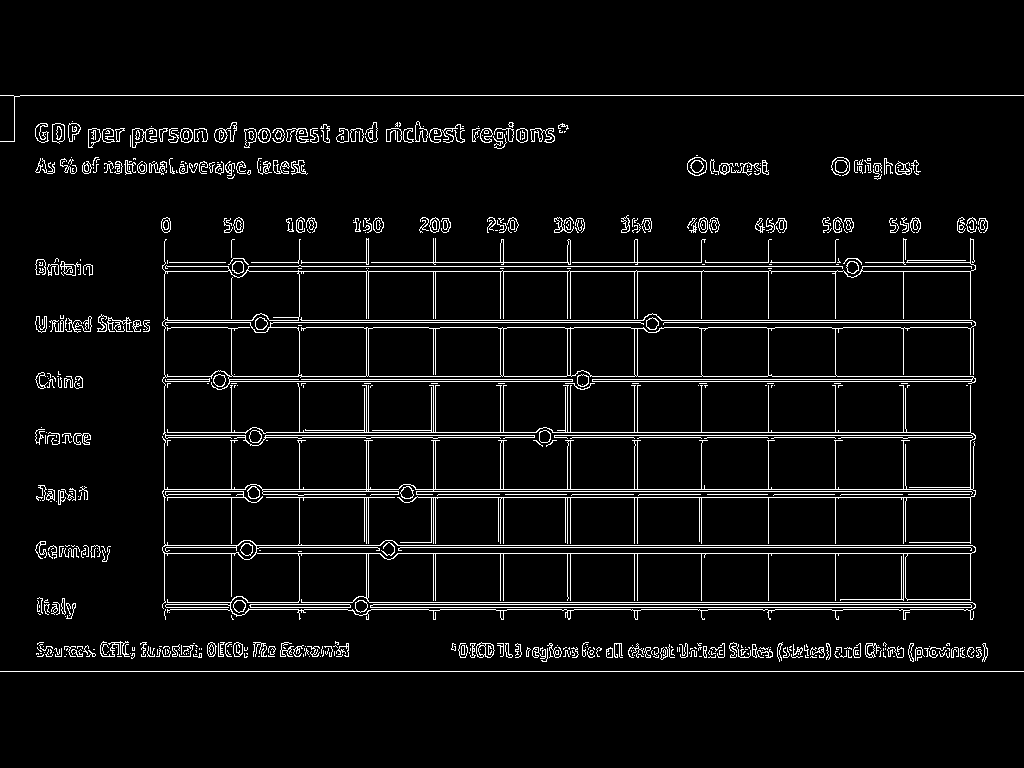 GDP per person of poorest and richest regions*
As % of national average, latest
Lowest Highest
0 50 100 150 200 250 300 350 400 450 500 550 600
Britain
United States
China
France
Japan
Germany
Italy
Sources: CEIC; Eurostat; OECD; The Economist
*OECD TL3 regions for all except United States (states) and China (provinces)